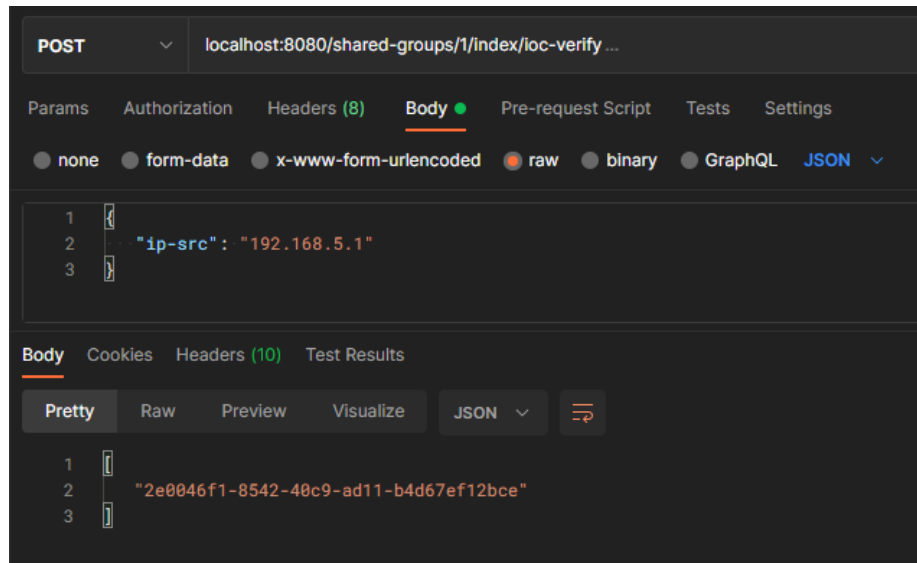 POST localhost:8080/shared-groups/1/index/ioc-verify ...
Params Authorization Headers (8) Body Pre-request Script Tests Settings
none form-data x-www-form-urlencoded raw binary GraphQL JSON
1 {
2 "ip-src": "192.168.5.1"
3 }
Body Cookies Headers (10) Test Results
Pretty Raw Preview Visualize JSON
1 [
2 "2e0046f1-8542-40c9-ad11-b4d67ef12bce"
3 ]